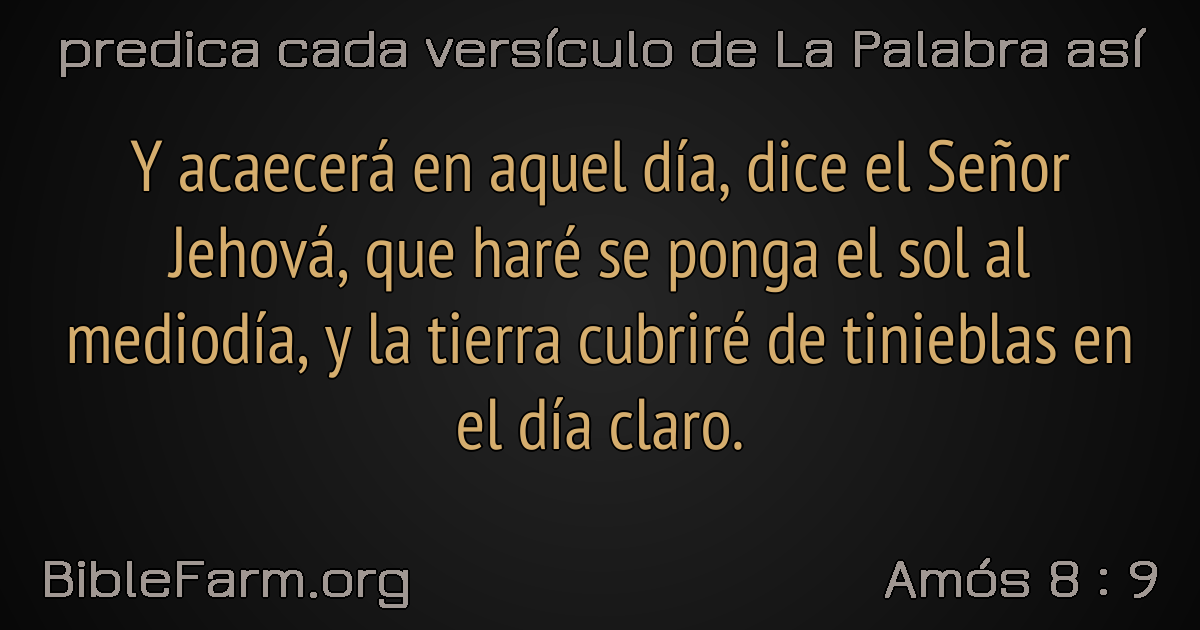 predica cada versículo de La Palabra así
Y acaecerá en aquel día, dice el Señor
Jehová, que haré se ponga el sol al
mediodía, y la tierra cubriré de tinieblas en
el día claro.
BibleFarm.org
Amós 8 : 9